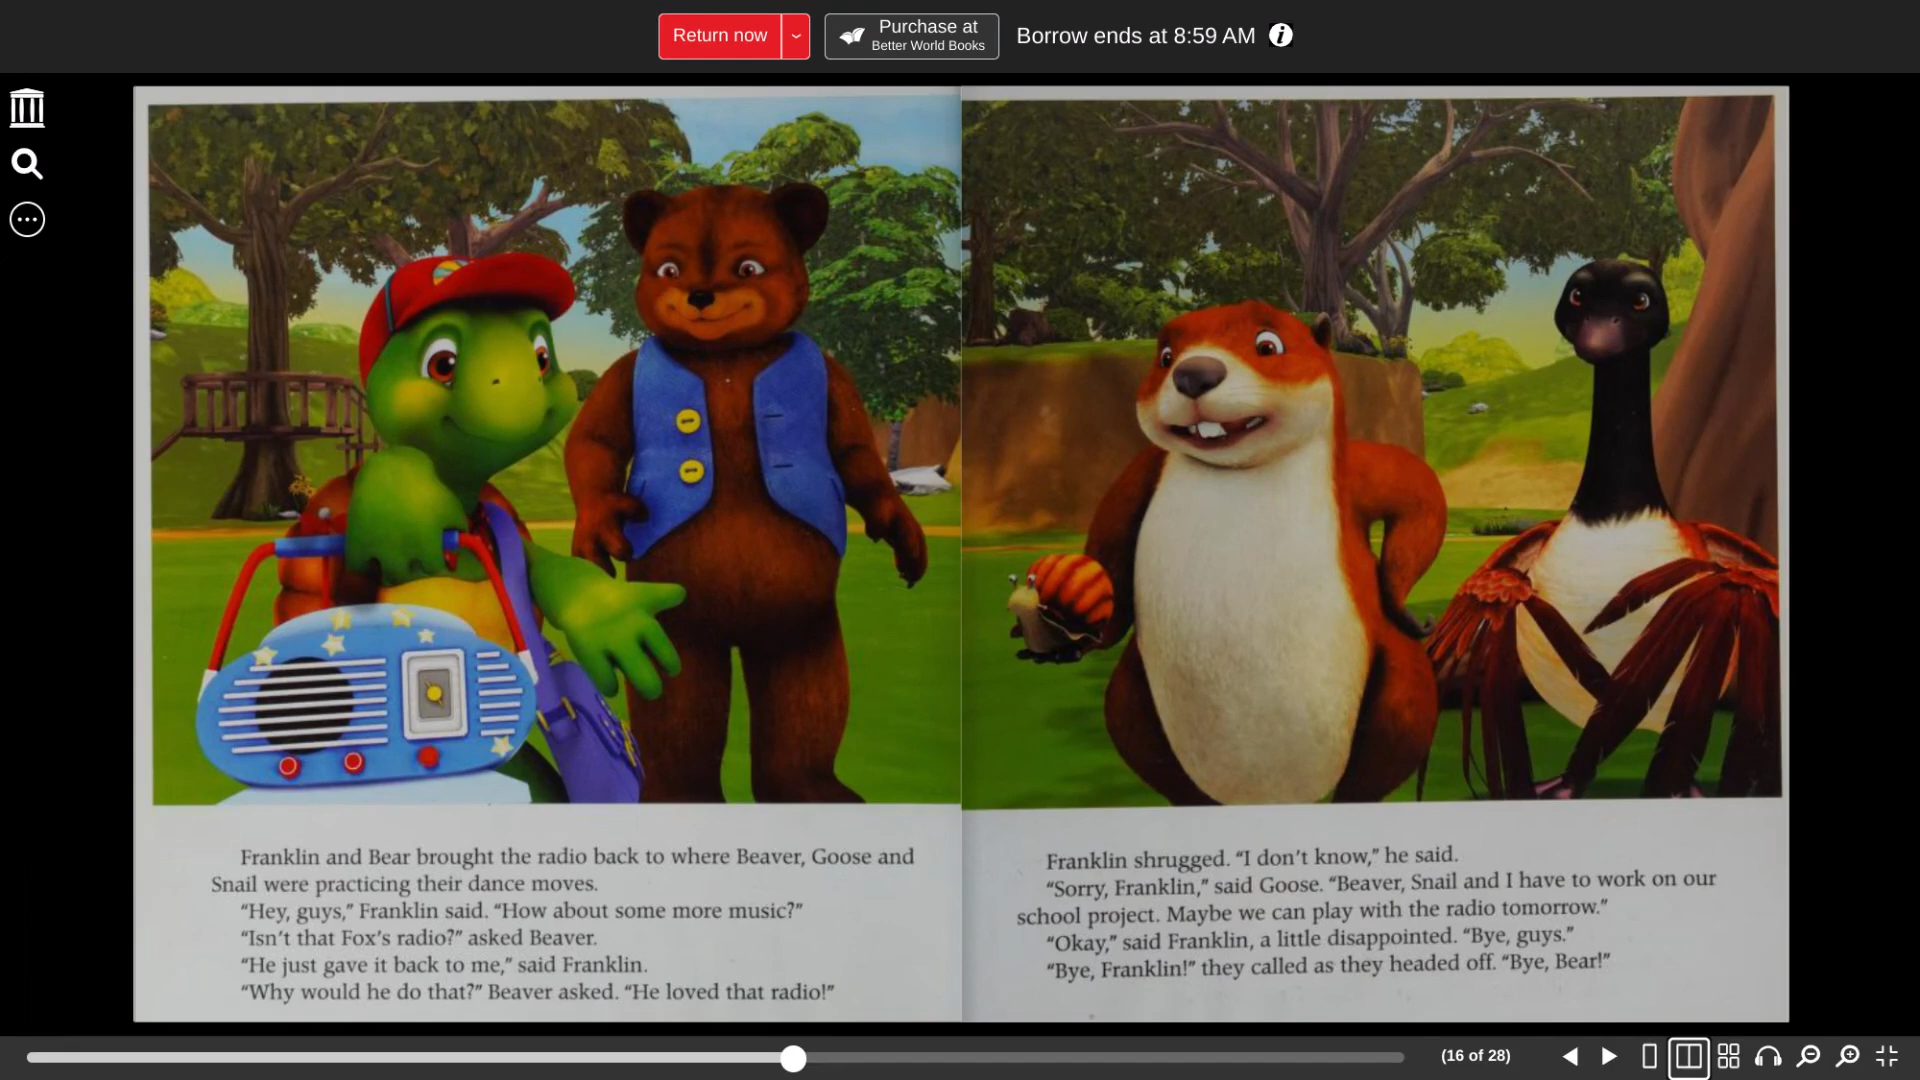 Return now
Purchase at
Better World Books
Borrow ends at 8:59 AM
Franklin and Bear brought the radio back to where Beaver, Goose and
Snail were practicing their dance moves.
“Hey, guys,” Franklin said. “How about some more music?”
“Isn’t that Fox’s radio?” asked Beaver.
“He just gave it back to me,” said Franklin.
“Why would he do that?” Beaver asked. “He loved that radio!”
Franklin shrugged. “I don’t know,” he said.
“Sorry, Franklin,” said Goose. “Beaver, Snail and I have to work on our
school project. Maybe we can play with the radio tomorrow.”
“Okay,” said Franklin, a little disappointed. “Bye, guys.”
“Bye, Franklin!” they called as they headed off. “Bye, Bear!”
(16 of 28)